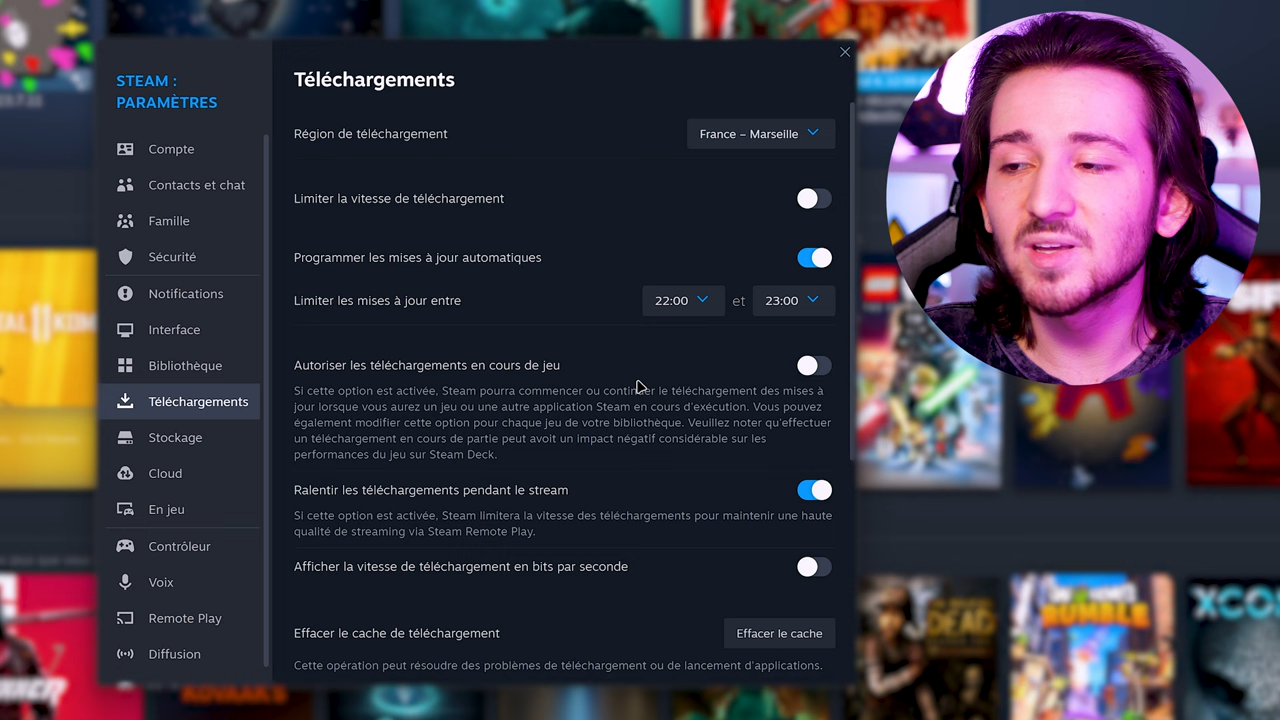 STEAM :
PARAMÈTRES
Compte
Contacts et chat
Famille
Sécurité
Notifications
Interface
Bibliothèque
Téléchargements
Stockage
Cloud
En jeu
Contrôleur
Voix
Remote Play
Diffusion
Téléchargements
Région de téléchargement
France – Marseille
Limiter la vitesse de téléchargement
Programmer les mises à jour automatiques
Limiter les mises à jour entre
22:00 et 23:00
Autoriser les téléchargements en cours de jeu
Si cette option est activée, Steam pourra commencer ou continuer le téléchargement des mises à
jour lorsque vous aurez un jeu ou une autre application Steam en cours d'exécution. Vous pouvez
également modifier cette option pour chaque jeu de votre bibliothèque. Veuillez noter qu'effectuer
un téléchargement en cours de partie peut avoit un impact négatif considérable sur les
performances du jeu sur Steam Deck.
Ralentir les téléchargements pendant le stream
Si cette option est activée, Steam limitera la vitesse des téléchargements pour maintenir une haute
qualité de streaming via Steam Remote Play.
Afficher la vitesse de téléchargement en bits par seconde
Effacer le cache de téléchargement
Effacer le cache
Cette opération peut résoudre des problèmes de téléchargement ou de lancement d'applications.
DEAD
RUMBLE
XCO